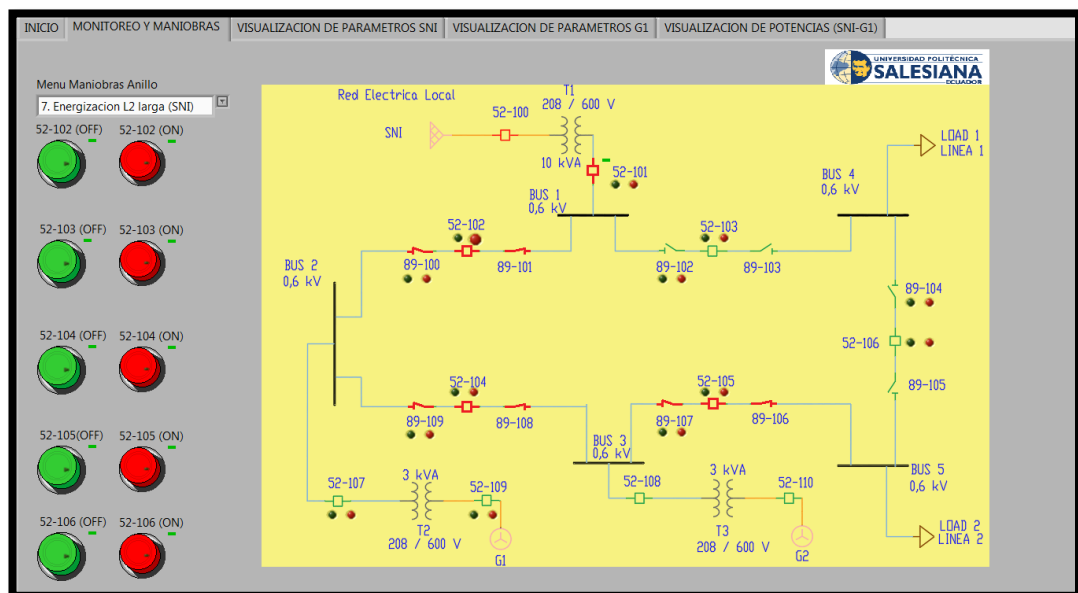 INICIO
MONITOREO Y MANIOBRAS
VISUALIZACION DE PARAMETROS SNI
VISUALIZACION DE PARAMETROS G1
VISUALIZACION DE POTENCIAS (SNI-G1)
UNIVERSIDAD POLITÉCNICA
SALESIANA
ECUADOR
Menu Maniobras Anillo
7. Energizacion L2 larga (SNI)
52-102 (OFF)
52-102 (ON)
52-103 (OFF)
52-103 (ON)
52-104 (OFF)
52-104 (ON)
52-105(OFF)
52-105 (ON)
52-106 (OFF)
52-106 (ON)
Red Electrica Local
T1
208 / 600 V
52-100
SNI
10 kVA
52-101
LOAD 1
LINEA 1
BUS 1
0,6 kV
BUS 4
0,6 kV
52-102
52-103
89-100
89-101
89-102
89-103
BUS 2
0,6 kV
89-104
52-106
89-105
52-104
52-105
89-109
89-108
89-107
89-106
BUS 3
0,6 kV
BUS 5
0,6 kV
52-107
3 kVA
52-109
52-108
3 kVA
52-110
T2
208 / 600 V
G1
T3
208 / 600 V
G2
LOAD 2
LINEA 2